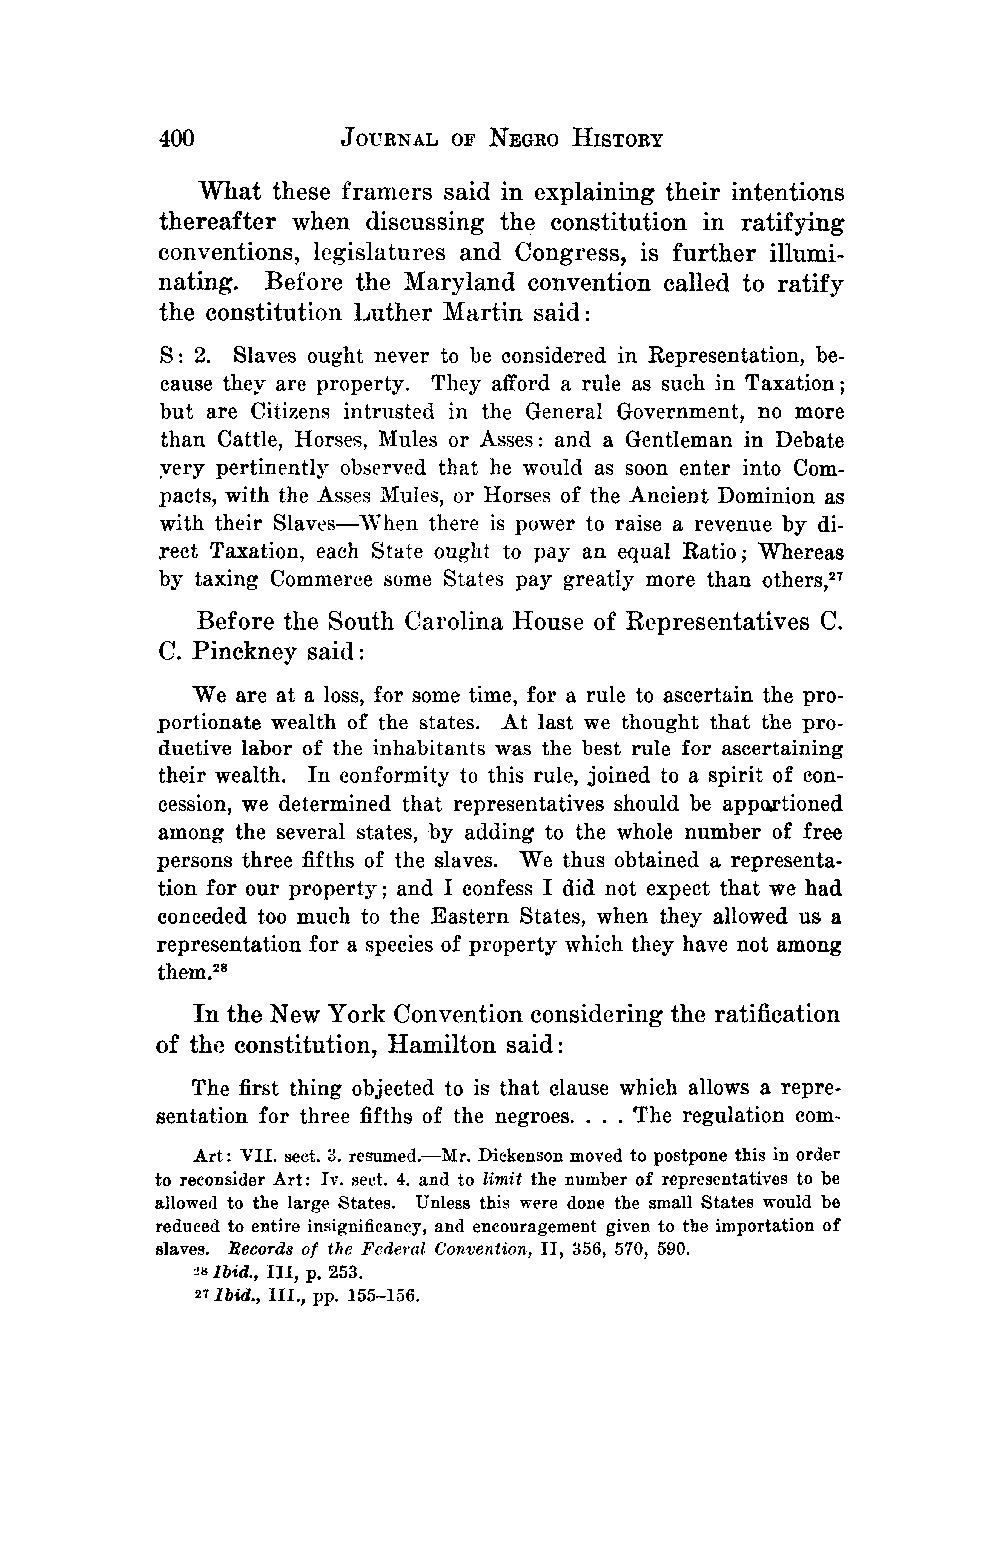 400 JOURNAL OF NEGRO HISTORY
What these framers said in explaining their intentions
thereafter when discussing the constitution in ratifying
conventions, legislatures and Congress, is further illumi-
nating. Before the Maryland convention called to ratify
the constitution Luther Martin said:
S: 2. Slaves ought never to be considered in Representation, be-
cause they are property. They afford a rule as such in Taxation;
but are Citizens intrusted in the General Government, no more
than Cattle, Horses, Mules or Asses: and a Gentleman in Debate
very pertinently observed that he would as soon enter into Com-
pacts, with the Asses Mules, or Horses of the Ancient Dominion as
with their Slaves—When there is power to raise a revenue by di-
rect Taxation, each State ought to pay an equal Ratio; Whereas
by taxing Commerce some States pay greatly more than others,²⁷
Before the South Carolina House of Representatives C.
C. Pinckney said:
We are at a loss, for some time, for a rule to ascertain the pro-
portionate wealth of the states. At last we thought that the pro-
ductive labor of the inhabitants was the best rule for ascertaining
their wealth. In conformity to this rule, joined to a spirit of con-
cession, we determined that representatives should be apportioned
among the several states, by adding to the whole number of free
persons three fifths of the slaves. We thus obtained a representa-
tion for our property; and I confess I did not expect that we had
conceded too much to the Eastern States, when they allowed us a
representation for a species of property which they have not among
them.²⁸
In the New York Convention considering the ratification
of the constitution, Hamilton said:
The first thing objected to is that clause which allows a repre-
sentation for three fifths of the negroes. . . . The regulation com-
Art: VII. sect. 3. resumed.—Mr. Dickenson moved to postpone this in order
to reconsider Art: Iv. sect. 4. and to limit the number of representatives to be
allowed to the large States. Unless this were done the small States would be
reduced to entire insignificancy, and encouragement given to the importation of
slaves. Records of the Federal Convention, II, 356, 570, 590.
²⁸ Ibid., III, p. 253.
²⁷ Ibid., III., pp. 155–156.